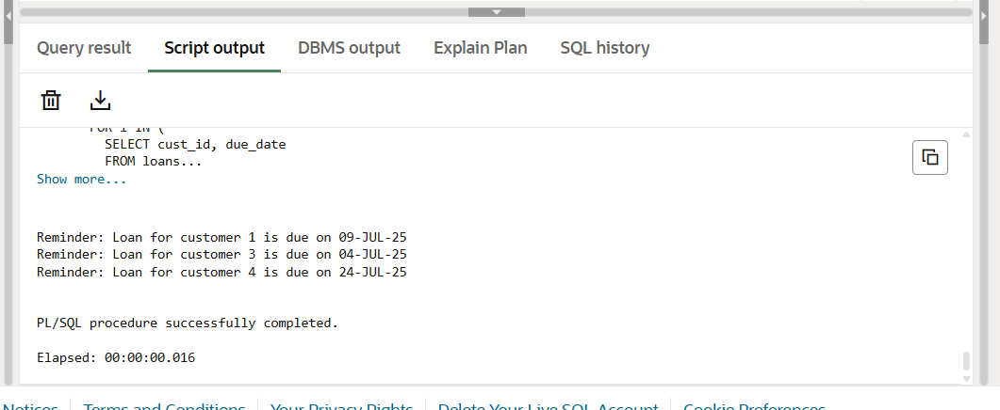 Query result
Script output
DBMS output
Explain Plan
SQL history
FOR i IN (
SELECT cust_id, due_date
FROM loans...
Show more...
Reminder: Loan for customer 1 is due on 09-JUL-25
Reminder: Loan for customer 3 is due on 04-JUL-25
Reminder: Loan for customer 4 is due on 24-JUL-25
PL/SQL procedure successfully completed.
Elapsed: 00:00:00.016
Notices
Terms and Conditions
Your Privacy Rights
Delete Your Live SQL Account
Cookie Preferences